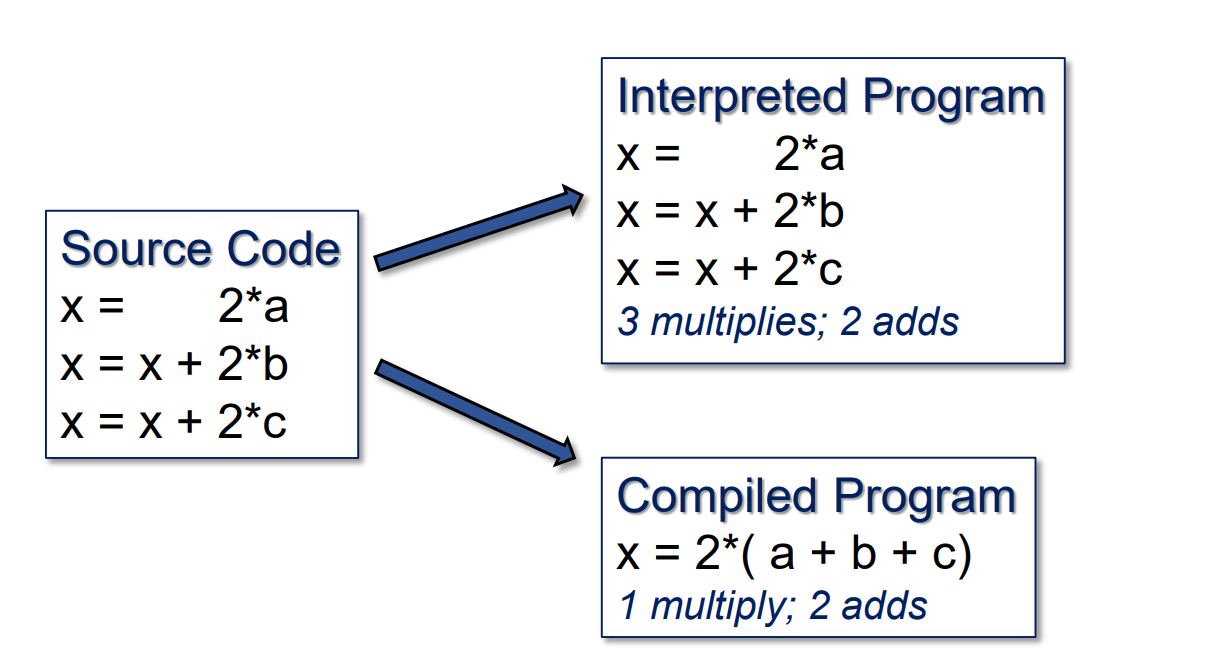 Source Code
x = 2*a
x = x + 2*b
x = x + 2*c
Interpreted Program
x = 2*a
x = x + 2*b
x = x + 2*c
3 multiplies; 2 adds
Compiled Program
x = 2*( a + b + c)
1 multiply; 2 adds